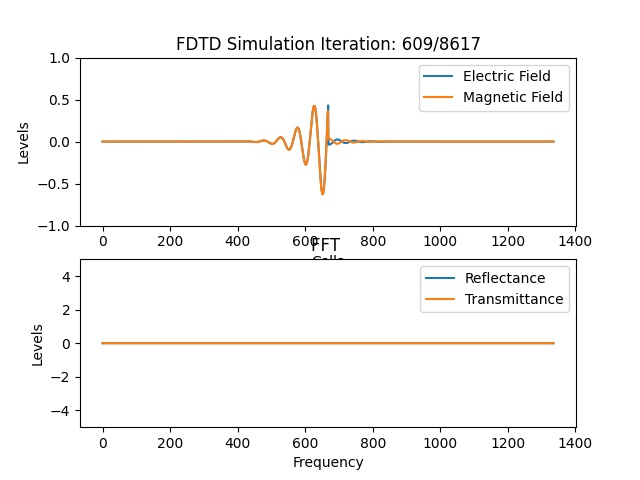 FDTD Simulation Iteration: 609/8617
1.0
0.5
0.0
-0.5
−1.0
Levels
Electric Field
Magnetic Field
0 200 400 600 800 1000 1200 1400
Cells
FFT
4
2
0
−2
−4
Levels
Reflectance
Transmittance
0 200 400 600 800 1000 1200 1400
Frequency